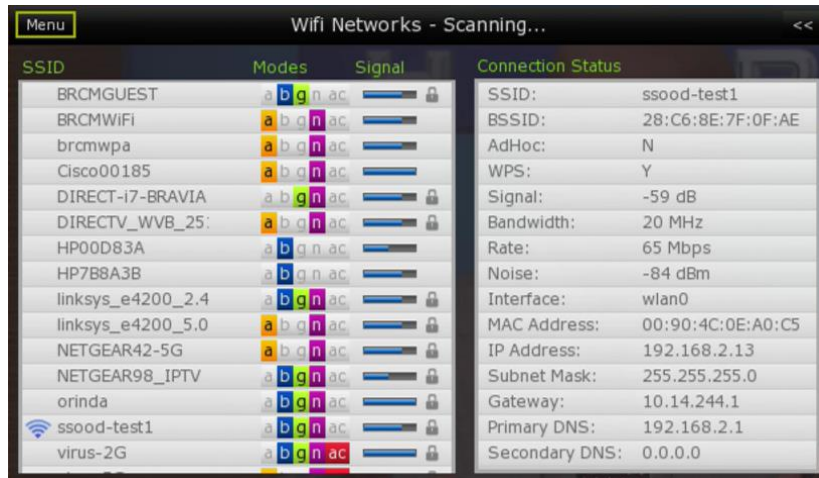 Menu
Wifi Networks - Scanning...
<<
SSID Modes Signal
BRCMGUEST a b g n ac
BRCMWiFi a b g n ac
brcmwpa a b g n ac
Cisco00185 a b g n ac
DIRECT-i7-BRAVIA a b g n ac
DIRECTV_WVB_251 a b g n ac
HP00D83A a b g n ac
HP7B8A3B a b g n ac
linksys_e4200_2.4 a b g n ac
linksys_e4200_5.0 a b g n ac
NETGEAR42-5G a b g n ac
NETGEAR98_IPTV a b g n ac
orinda a b g n ac
ssood-test1 a b g n ac
virus-2G a b g n ac
Connection Status
SSID: ssood-test1
BSSID: 28:C6:8E:7F:0F:AE
AdHoc: N
WPS: Y
Signal: -59 dB
Bandwidth: 20 MHz
Rate: 65 Mbps
Noise: -84 dBm
Interface: wlan0
MAC Address: 00:90:4C:0E:A0:C5
IP Address: 192.168.2.13
Subnet Mask: 255.255.255.0
Gateway: 10.14.244.1
Primary DNS: 192.168.2.1
Secondary DNS: 0.0.0.0